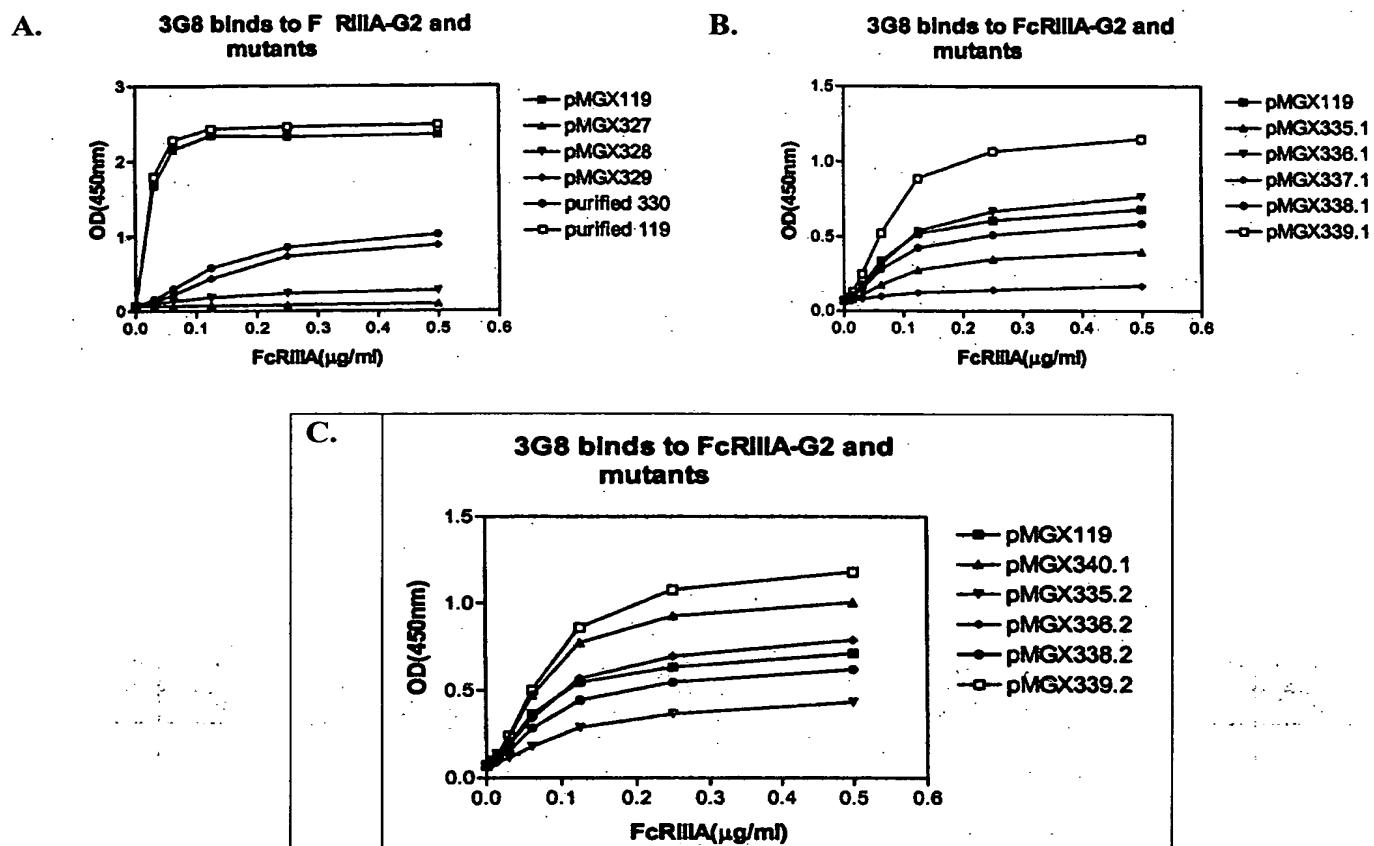 A.
3G8 binds to F RIIIA-G2 and
mutants
3
2
1
0
0.0 0.1 0.2 0.3 0.4 0.5 0.6
OD(450nm)
FcRIIIA(µg/ml)
pMGX119
pMGX327
pMGX328
pMGX329
purified 330
purified 119
B.
3G8 binds to FcRIIIA-G2 and
mutants
1.5
1.0
0.5
0.0
0.0 0.1 0.2 0.3 0.4 0.5 0.6
OD(450nm)
FcRIIIA(µg/ml)
pMGX119
pMGX335.1
pMGX336.1
pMGX337.1
pMGX338.1
pMGX339.1
C.
3G8 binds to FcRIIIA-G2 and
mutants
1.5
1.0
0.5
0.0
0.0 0.1 0.2 0.3 0.4 0.5 0.6
OD(450nm)
FcRIIIA(µg/ml)
pMGX119
pMGX340.1
pMGX335.2
pMGX336.2
pMGX338.2
pMGX339.2